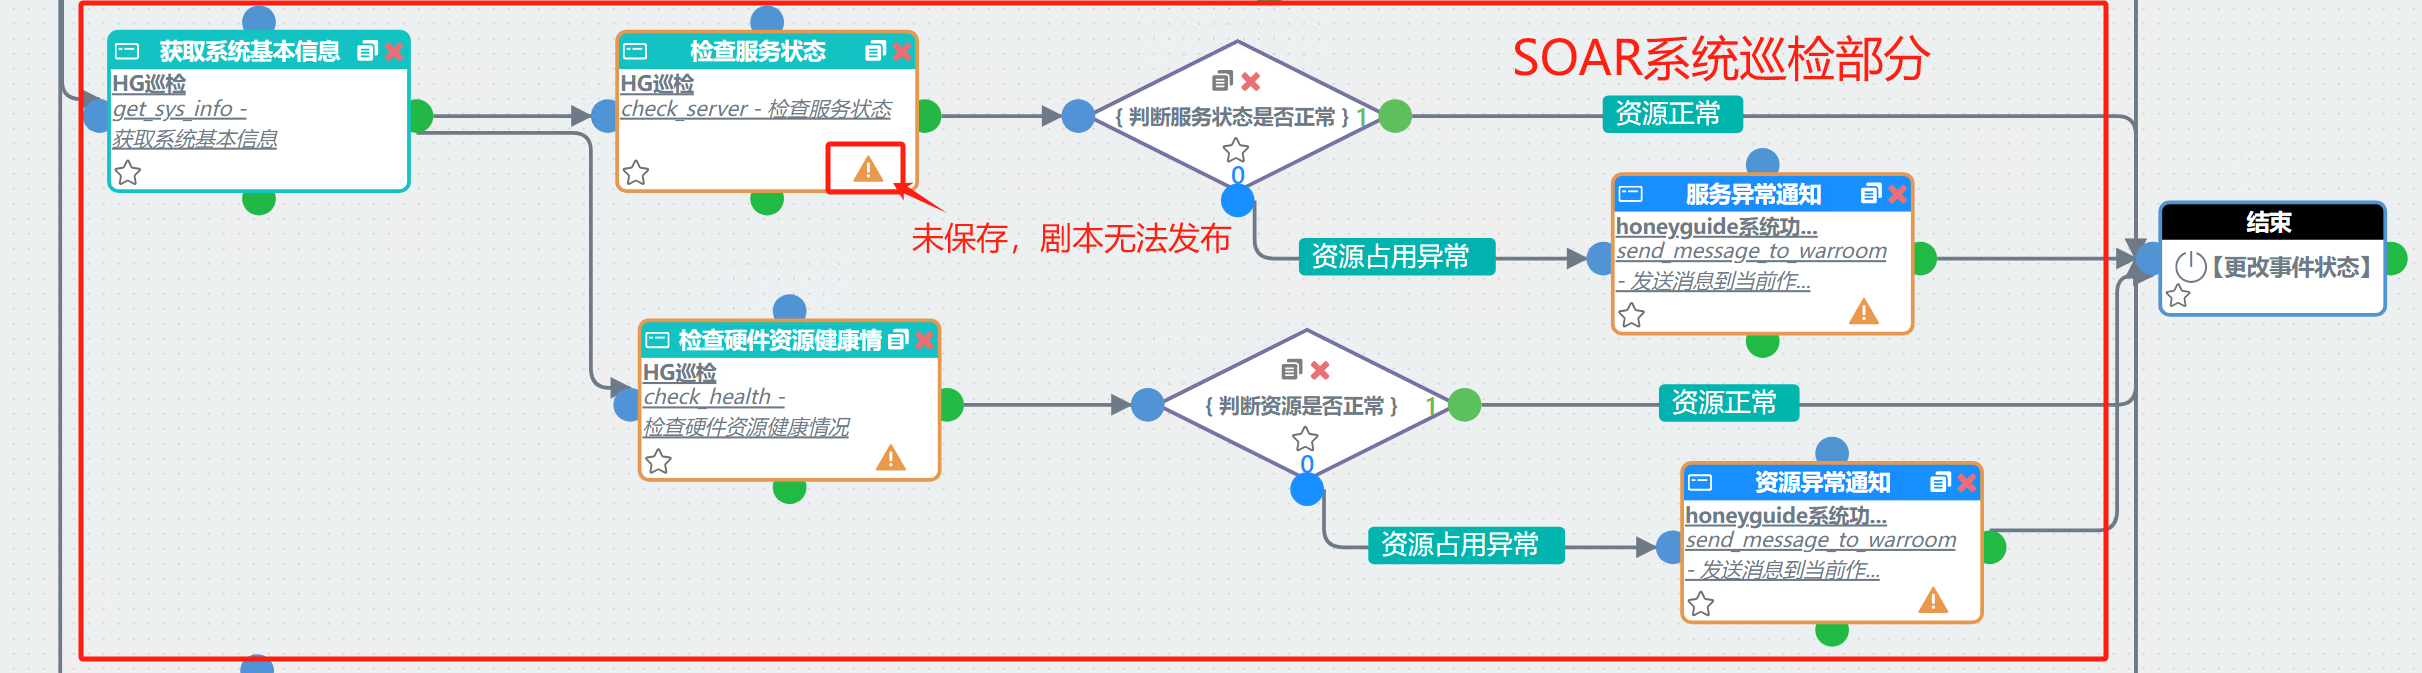 SOAR系统巡检部分
获取系统基本信息
HG巡检
get_sys_info -
获取系统基本信息
检查服务状态
HG巡检
check_server - 检查服务状态
未保存，剧本无法发布
{ 判断服务状态是否正常 }
1
0
资源正常
资源占用异常
服务异常通知
honeyguide系统功...
send_message_to_warroom
- 发送消息到当前作...
结束
【更改事件状态】
检查硬件资源健康情
HG巡检
check_health -
检查硬件资源健康情况
{ 判断资源是否正常 }
1
0
资源正常
资源占用异常
资源异常通知
honeyguide系统功...
send_message_to_warroom
- 发送消息到当前作...